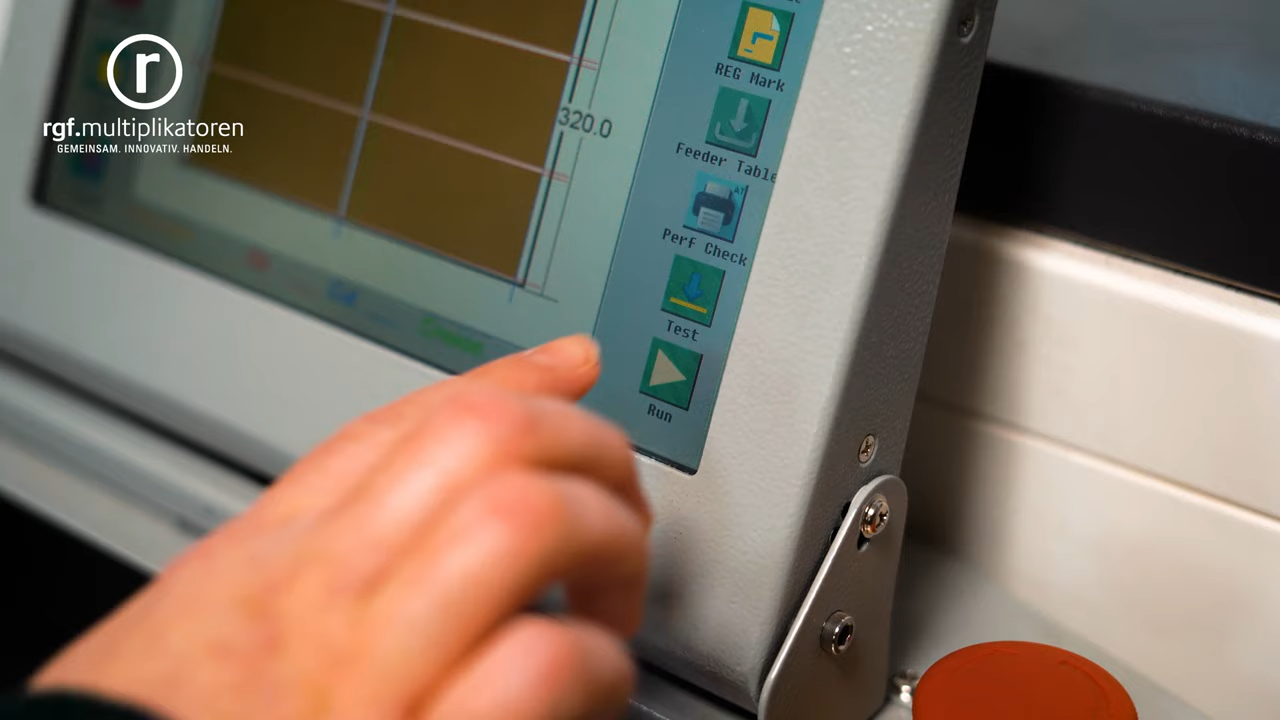 r
rgf.multiplikatoren
GEMEINSAM. INNOVATIV. HANDELN.
320.0
REG Mark
Feeder Table
Perf Check
Test
Run